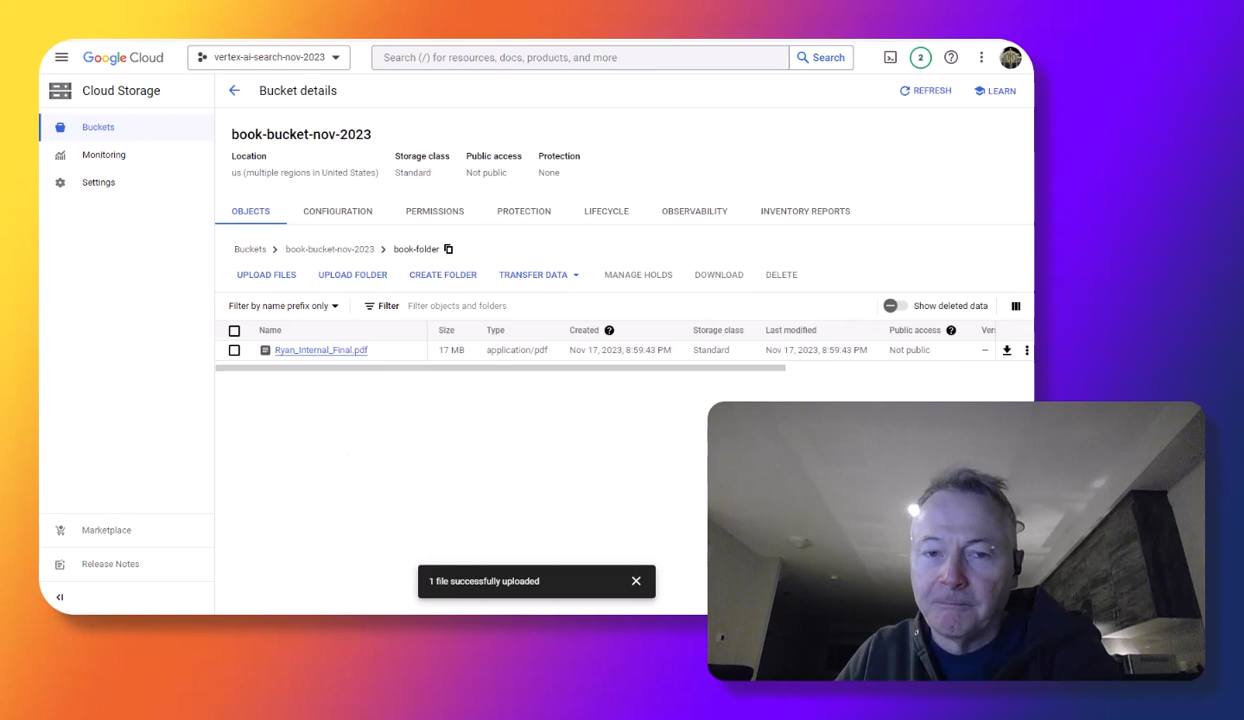 Google Cloud
vertex-ai-search-nov-2023
Search (/) for resources, docs, products, and more
Search
2
Cloud Storage
Bucket details
REFRESH
LEARN
Buckets
Monitoring
Settings
book-bucket-nov-2023
Location Storage class Public access Protection
us (multiple regions in United States) Standard Not public None
OBJECTS CONFIGURATION PERMISSIONS PROTECTION LIFECYCLE OBSERVABILITY INVENTORY REPORTS
Buckets > book-bucket-nov-2023 > book-folder
UPLOAD FILES UPLOAD FOLDER CREATE FOLDER TRANSFER DATA MANAGE HOLDS DOWNLOAD DELETE
Filter by name prefix only Filter Filter objects and folders Show deleted data
Name Size Type Created Storage class Last modified Public access Ver
Ryan_Internal_Final.pdf 17 MB application/pdf Nov 17, 2023, 8:59:43 PM Standard Nov 17, 2023, 8:59:43 PM Not public —
Marketplace
Release Notes
1 file successfully uploaded